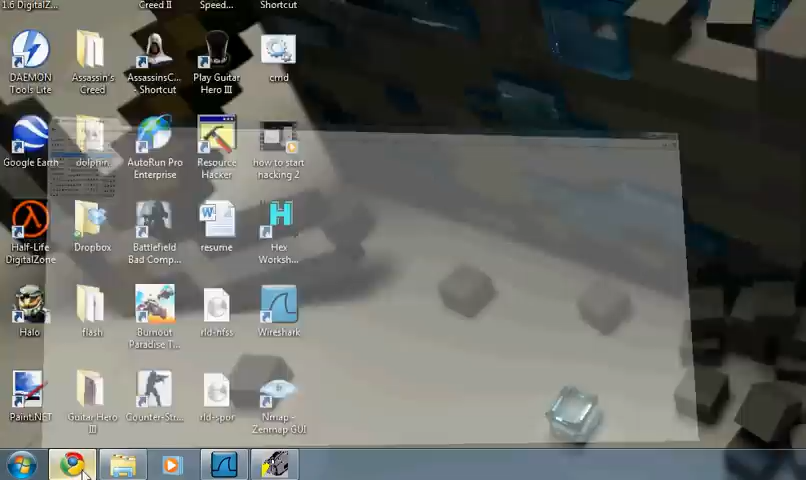 1.6 DigitalZ...
Creed II
Speed...
Shortcut
DAEMON
Tools Lite
Assassin's
Creed
AssassinsC...
- Shortcut
Play Guitar
Hero III
cmd
Google Earth
dolphin
AutoRun Pro
Enterprise
Resource
Hacker
how to start
hacking 2
Half-Life
DigitalZone
Dropbox
Battlefield
Bad Comp...
resume
Hex
Worksh...
Halo
flash
Burnout
Paradise T...
rld-nfss
Wireshark
Paint.NET
Guitar Hero
III
Counter-Str...
rld-spor
Nmap -
Zenmap GUI